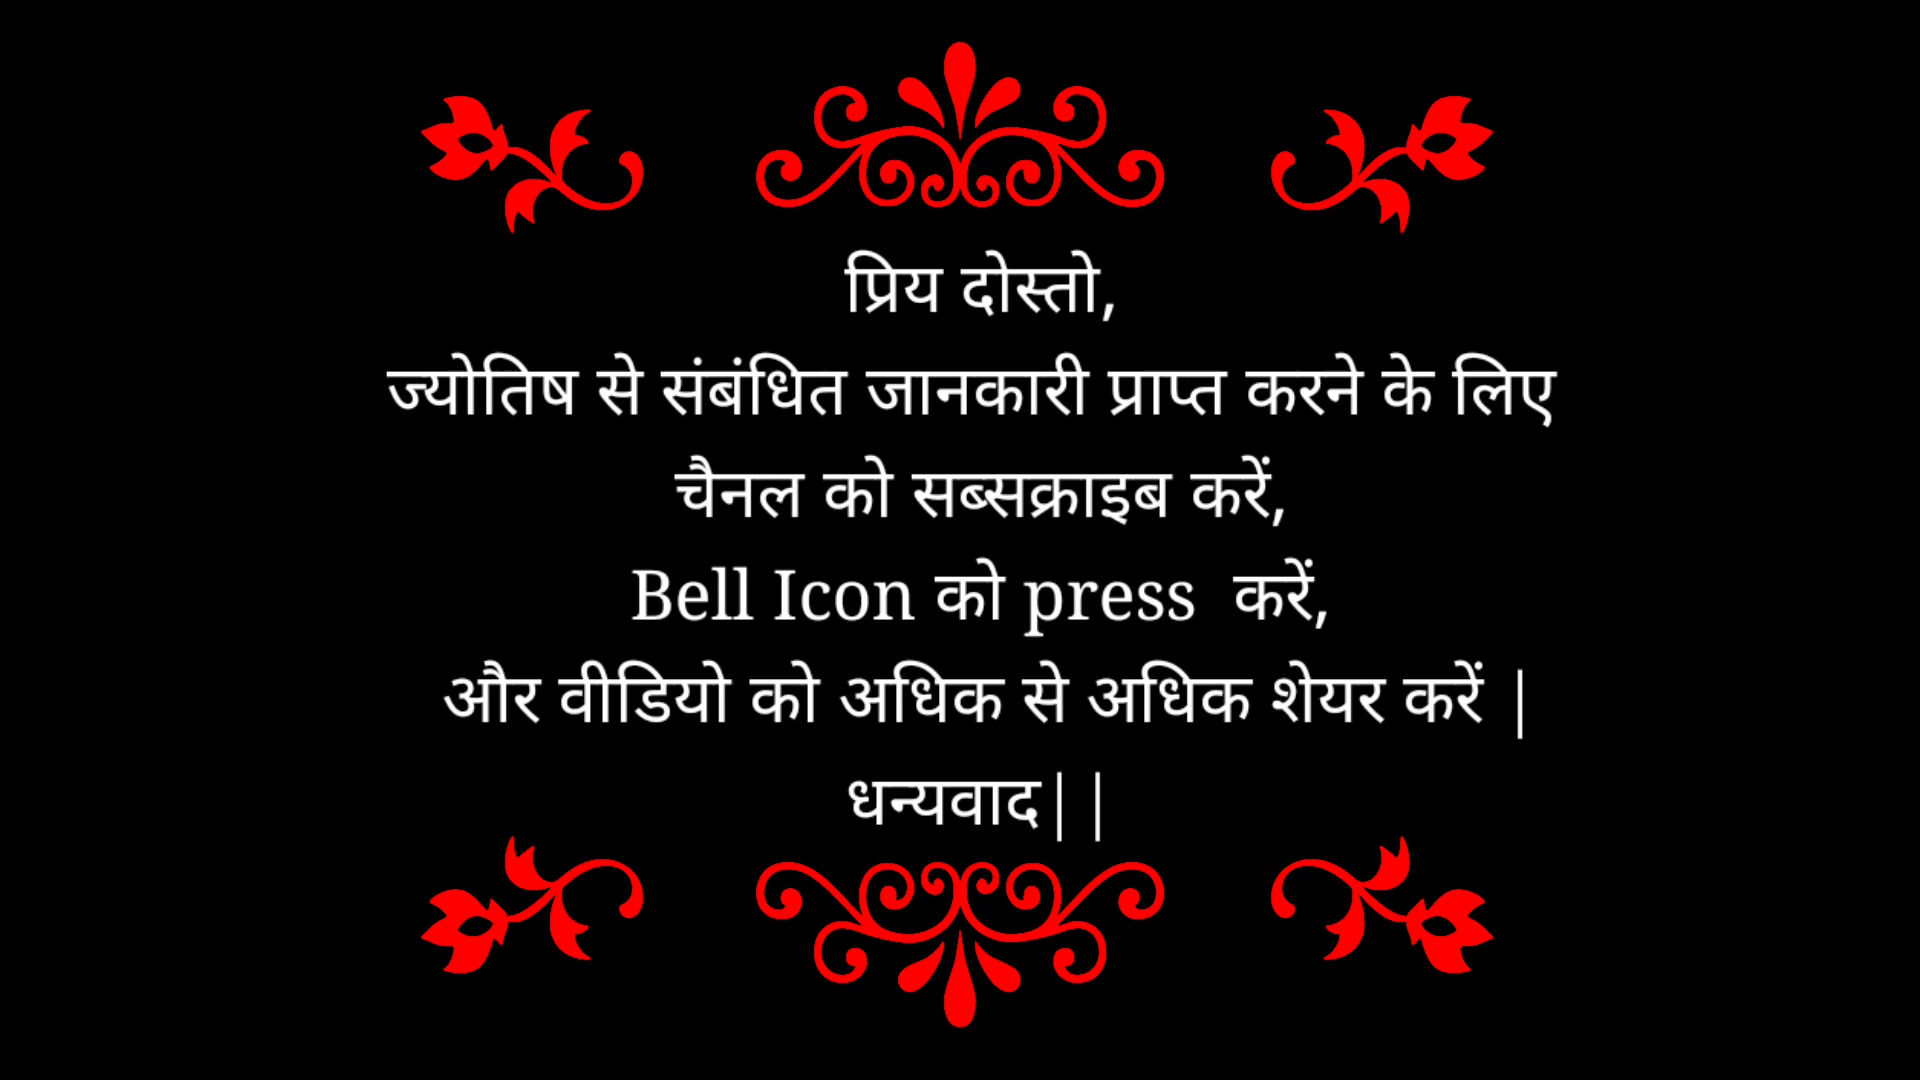 प्रिय दोस्तो,
ज्योतिष से संबंधित जानकारी प्राप्त करने के लिए
चैनल को सब्सक्राइब करें,
Bell Icon को press  करें,
और वीडियो को अधिक से अधिक शेयर करें |
धन्यवाद||